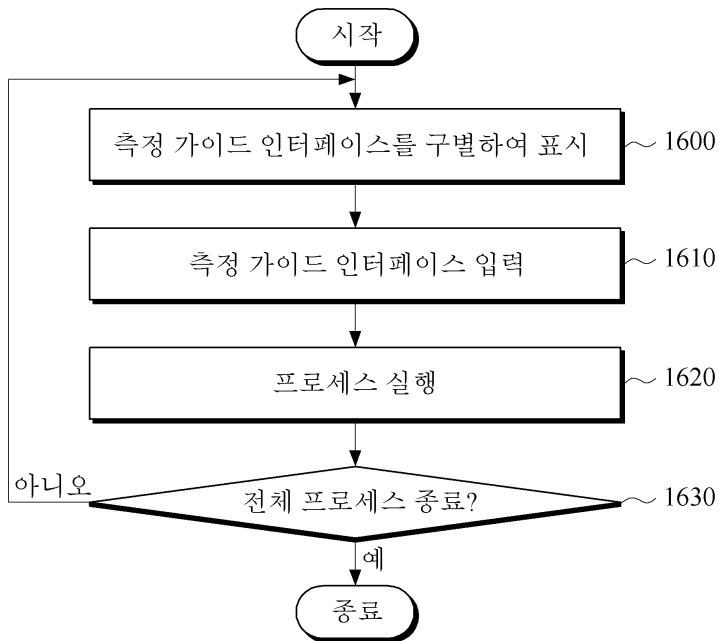 시작
측정 가이드 인터페이스를 구별하여 표시
1600
측정 가이드 인터페이스 입력
1610
프로세스 실행
1620
아니오
전체 프로세스 종료?
1630
예
종료